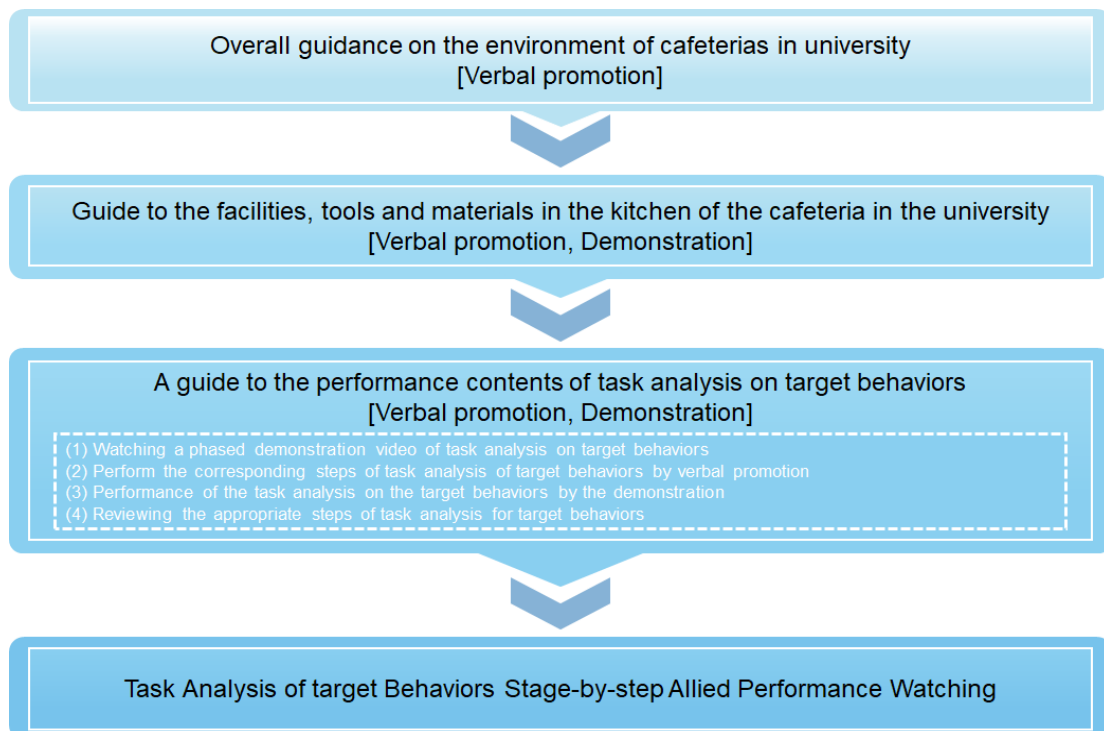 Overall guidance on the environment of cafeterias in university
[Verbal promotion]
Guide to the facilities, tools and materials in the kitchen of the cafeteria in the university
[Verbal promotion, Demonstration]
A guide to the performance contents of task analysis on target behaviors
[Verbal promotion, Demonstration]
(1) Watching a phased demonstration video of task analysis on target behaviors
(2) Perform the corresponding steps of task analysis of target behaviors by verbal promotion
(3) Performance of the task analysis on the target behaviors by the demonstration
(4) Reviewing the appropriate steps of task analysis for target behaviors
Task Analysis of target Behaviors Stage-by-step Allied Performance Watching